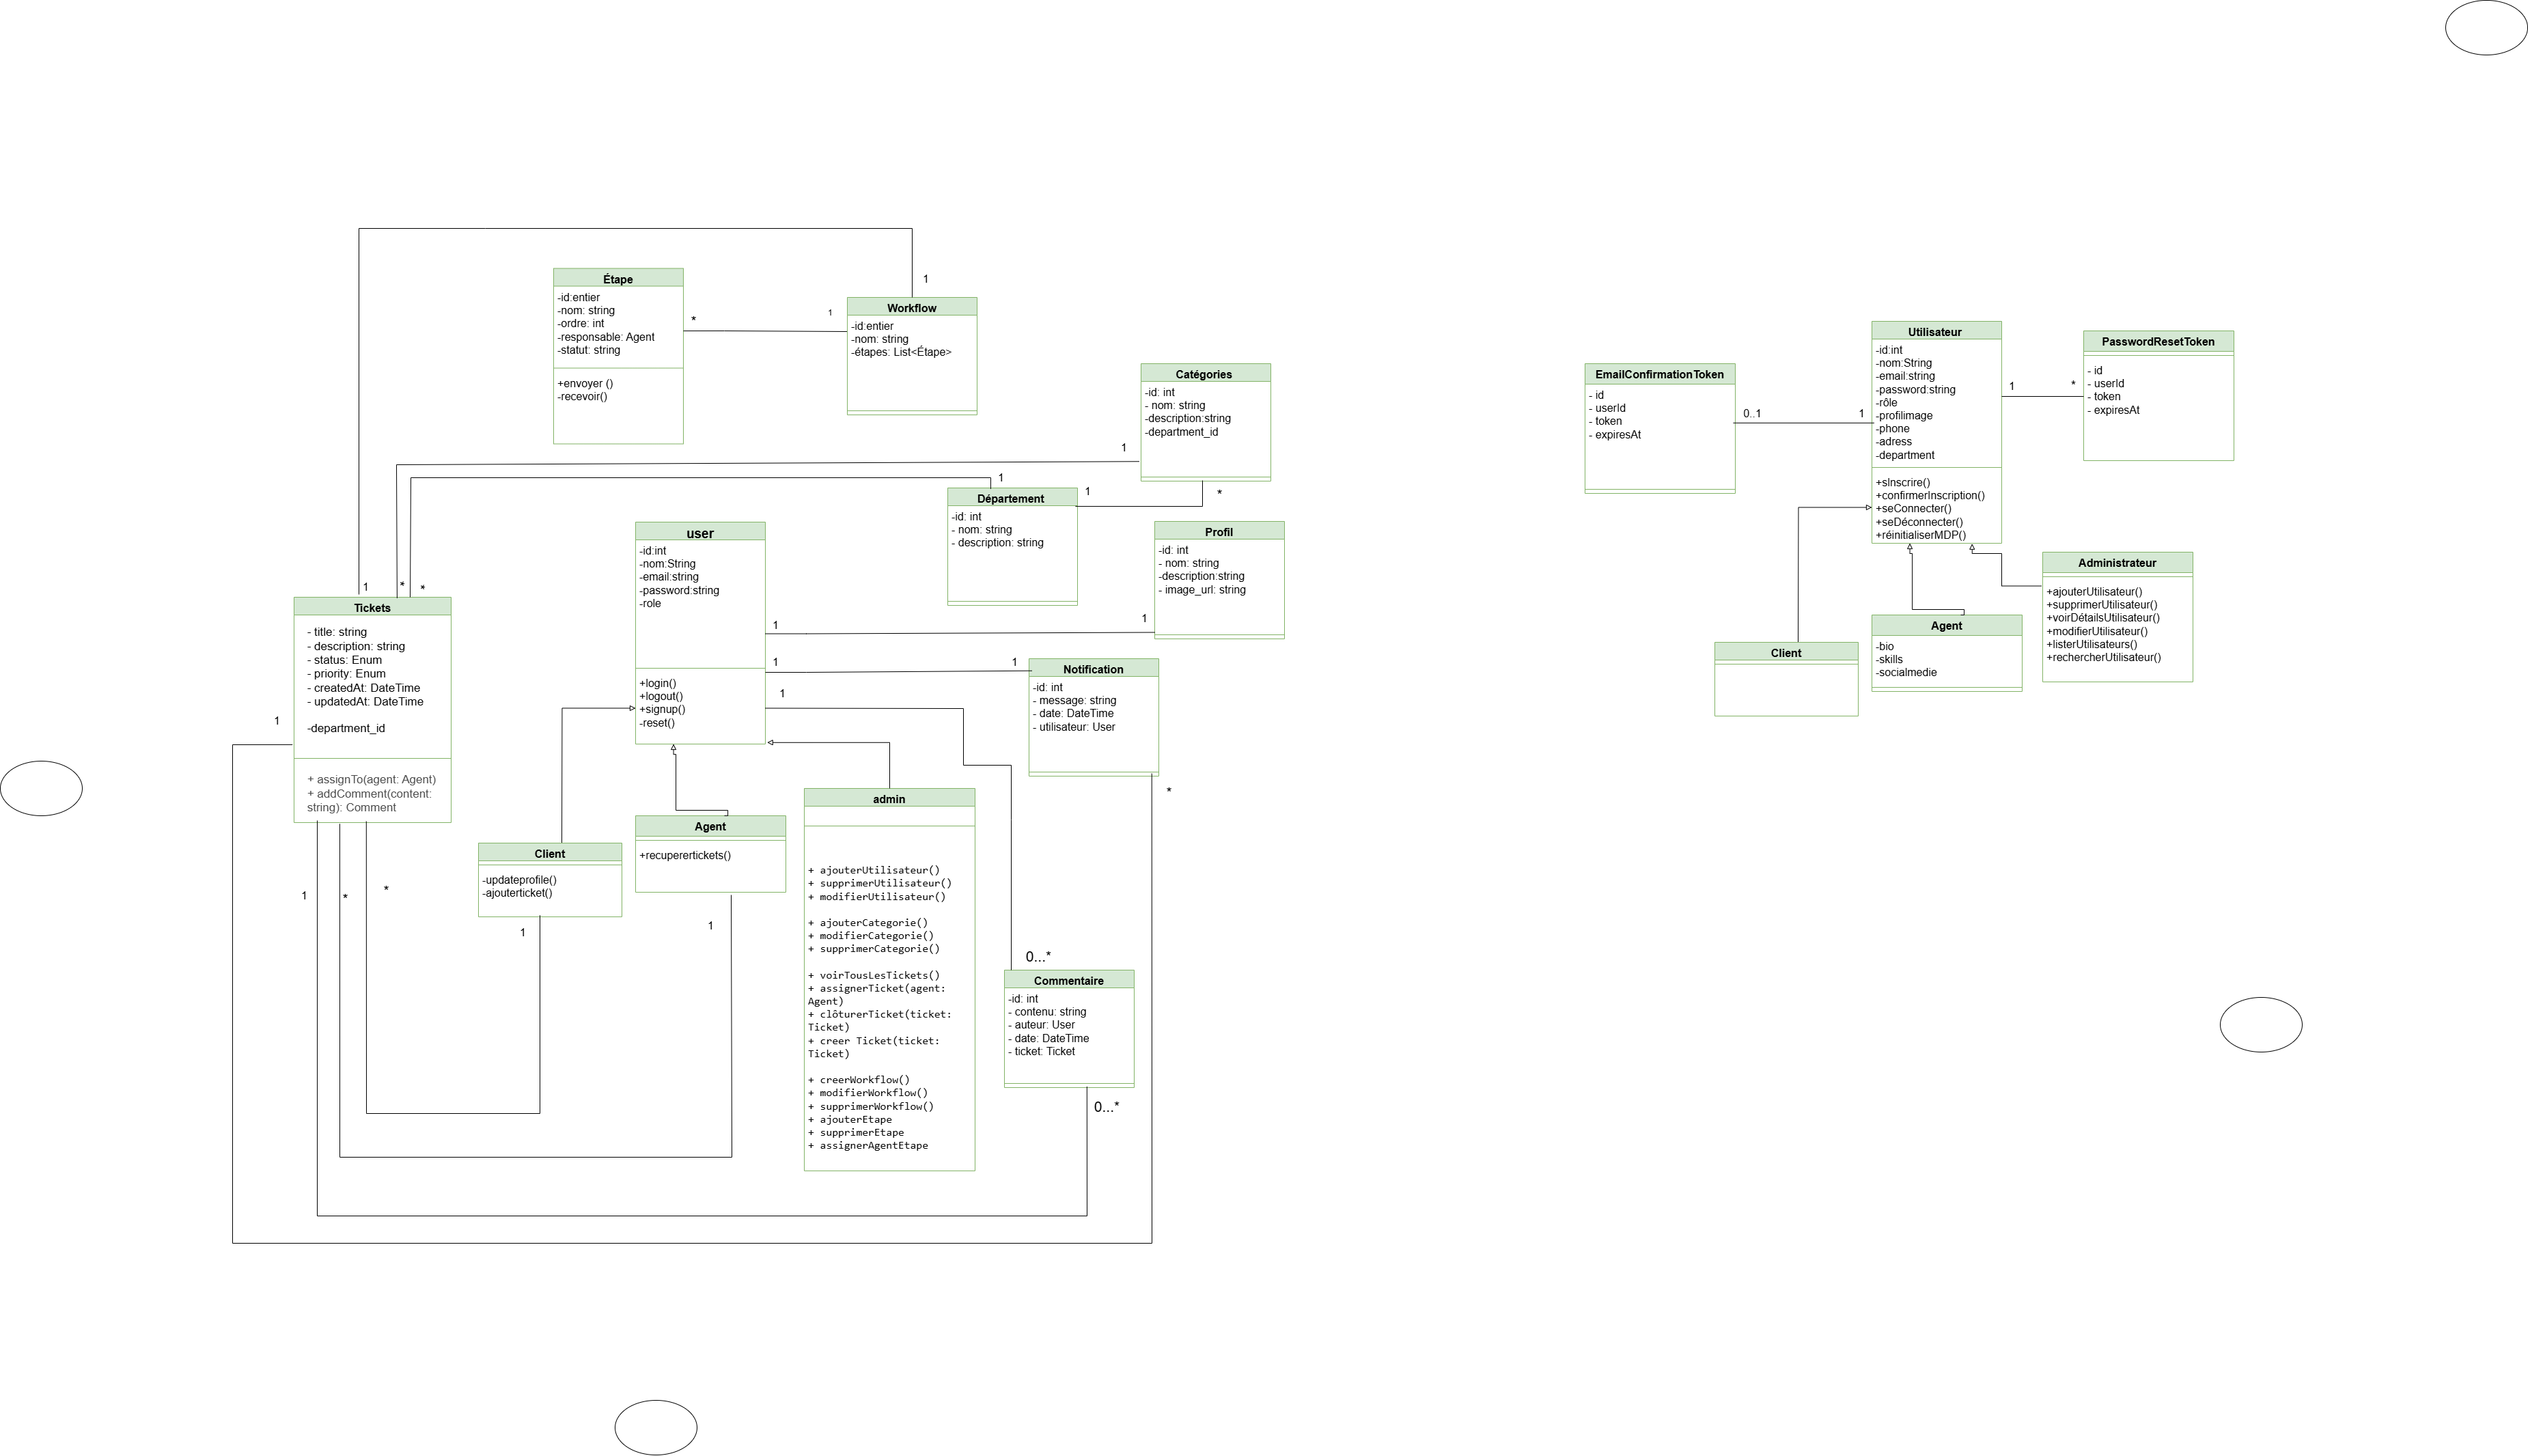 1
Étape
-id:entier
-nom: string
-ordre: int
-responsable: Agent
-statut: string
+envoyer ()
-recevoir()
*
1
Workflow
-id:entier
-nom: string
-étapes: List<Étape>
Catégories
-id: int
- nom: string
-description:string
-department_id
1
*
1
1
Département
-id: int
- nom: string
- description: string
user
-id:int
-nom:String
-email:string
-password:string
-role
+login()
+logout()
+signup()
-reset()
Profil
-id: int
- nom: string
-description:string
- image_url: string
1
1
1
1
1
Notification
-id: int
- message: string
- date: DateTime
- utilisateur: User
*
1
*
*
Tickets
- title: string
- description: string
- status: Enum
- priority: Enum
- createdAt: DateTime
- updatedAt: DateTime
-department_id
+ assignTo(agent: Agent)
+ addComment(content:
string): Comment
1
1
*
*
Client
-updateprofile()
-ajouterticket()
1
Agent
+recuperertickets()
1
admin
+ ajouterUtilisateur()
+ supprimerUtilisateur()
+ modifierUtilisateur()
+ ajouterCategorie()
+ modifierCategorie()
+ supprimerCategorie()
+ voirTousLesTickets()
+ assignerTicket(agent:
Agent)
+ clôturerTicket(ticket:
Ticket)
+ creer Ticket(ticket:
Ticket)
+ creerWorkflow()
+ modifierWorkflow()
+ supprimerWorkflow()
+ ajouterEtape
+ supprimerEtape
+ assignerAgentEtape
0...*
Commentaire
-id: int
- contenu: string
- auteur: User
- date: DateTime
- ticket: Ticket
0...*
EmailConfirmationToken
- id
- userId
- token
- expiresAt
0..1
1
Utilisateur
-id:int
-nom:String
-email:string
-password:string
-rôle
-profilimage
-phone
-adress
-department
+sInscrire()
+confirmerInscription()
+seConnecter()
+seDéconnecter()
+réinitialiserMDP()
1
*
PasswordResetToken
- id
- userId
- token
- expiresAt
Client
Agent
-bio
-skills
-socialmedie
Administrateur
+ajouterUtilisateur()
+supprimerUtilisateur()
+voirDétailsUtilisateur()
+modifierUtilisateur()
+listerUtilisateurs()
+rechercherUtilisateur()